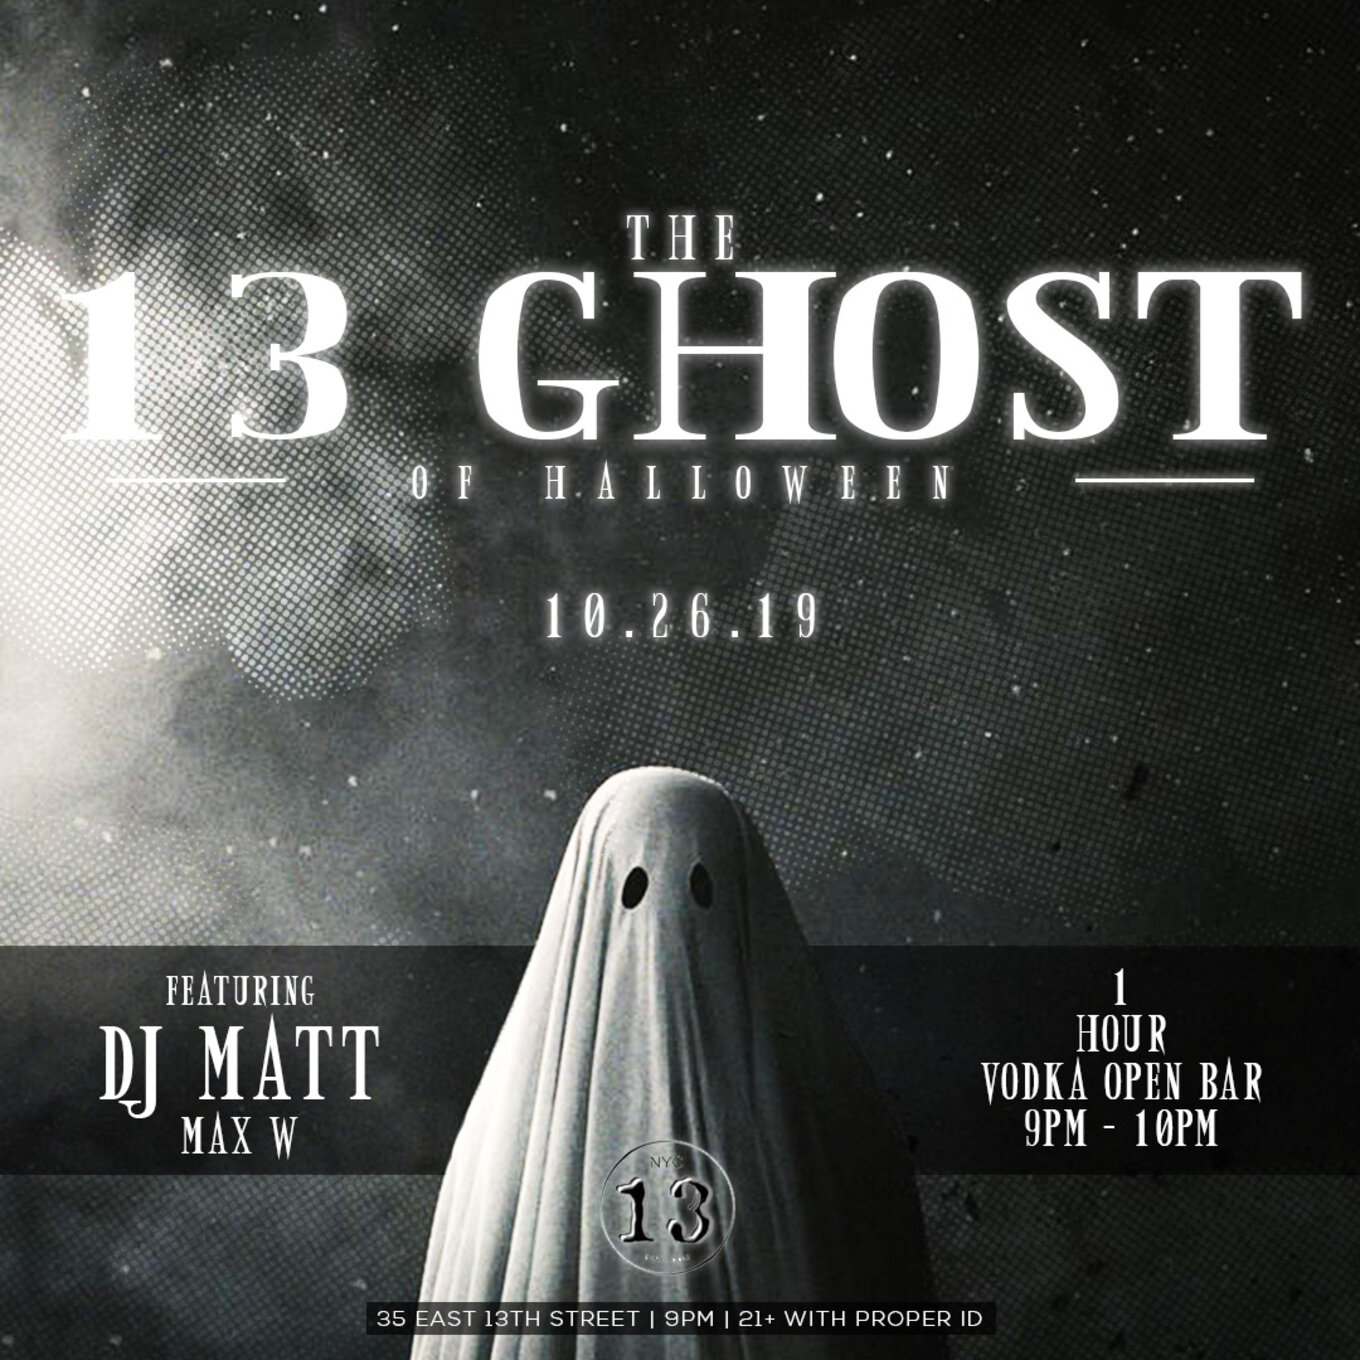 THE
13 GHOST
OF HALLOWEEN
10.26.19
FEATURING
DJ MATT
MAX W
1
HOUR
VODKA OPEN BAR
9PM - 10PM
NYC
13
35 EAST 13TH STREET | 9PM | 21+ WITH PROPER ID